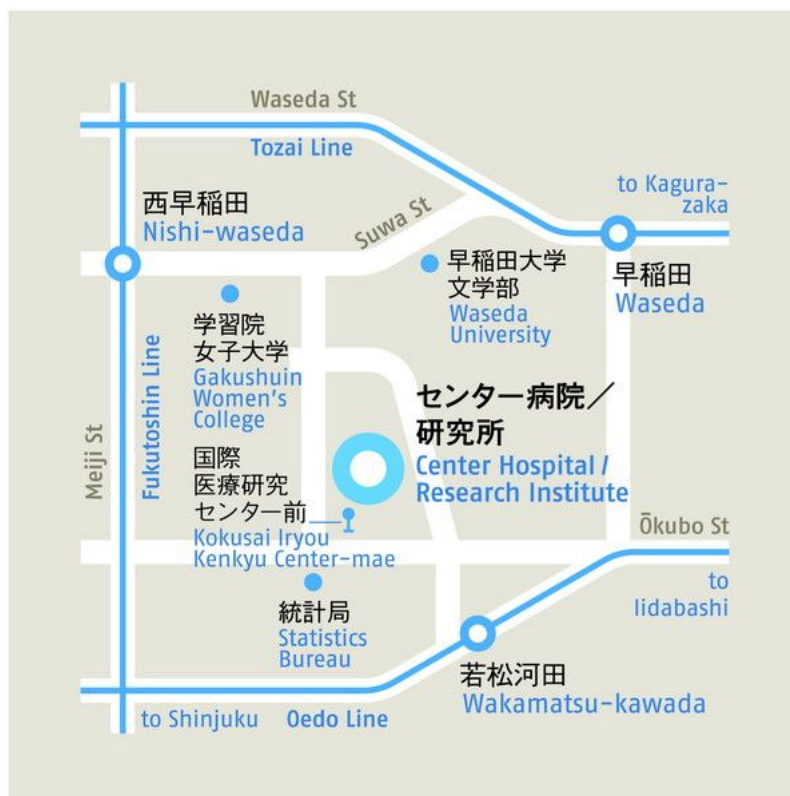 Waseda St
Tozai Line
to Kagura-
zaka
西早稲田
Nishi-waseda
Suwa St
早稲田大学
文学部
Waseda
University
早稲田
Waseda
学習院
女子大学
Gakushuin
Women's
College
Meiji St
Fukutoshin Line
センター病院／
研究所
Center Hospital /
Research Institute
国際
医療研究
センター前
Kokusai Iryou
Kenkyu Center-mae
Ōkubo St
to
Iidabashi
統計局
Statistics
Bureau
若松河田
Wakamatsu-kawada
to Shinjuku
Oedo Line